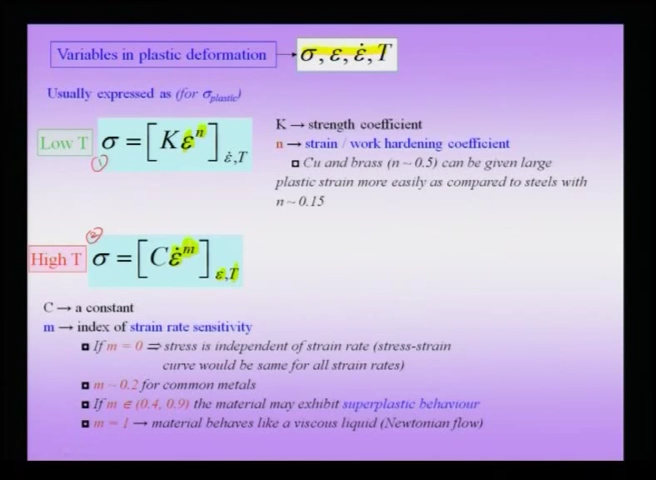 Variables in plastic deformation → σ, ε, ε̇, T
Usually expressed as (for σplastic)
Low T σ = [Kεⁿ] ε̇,T
①
K → strength coefficient
n → strain / work hardening coefficient
Cu and brass (n ~ 0.5) can be given large
plastic strain more easily as compared to steels with
n ~ 0.15
②
High T σ = [Cε̇ᵐ] ε,T
C → a constant
m → index of strain rate sensitivity
If m = 0 ⇒ stress is independent of strain rate (stress-strain
curve would be same for all strain rates)
m ~ 0.2 for common metals
If m ∈ (0.4, 0.9) the material may exhibit superplastic behaviour
m = 1 → material behaves like a viscous liquid (Newtonian flow)